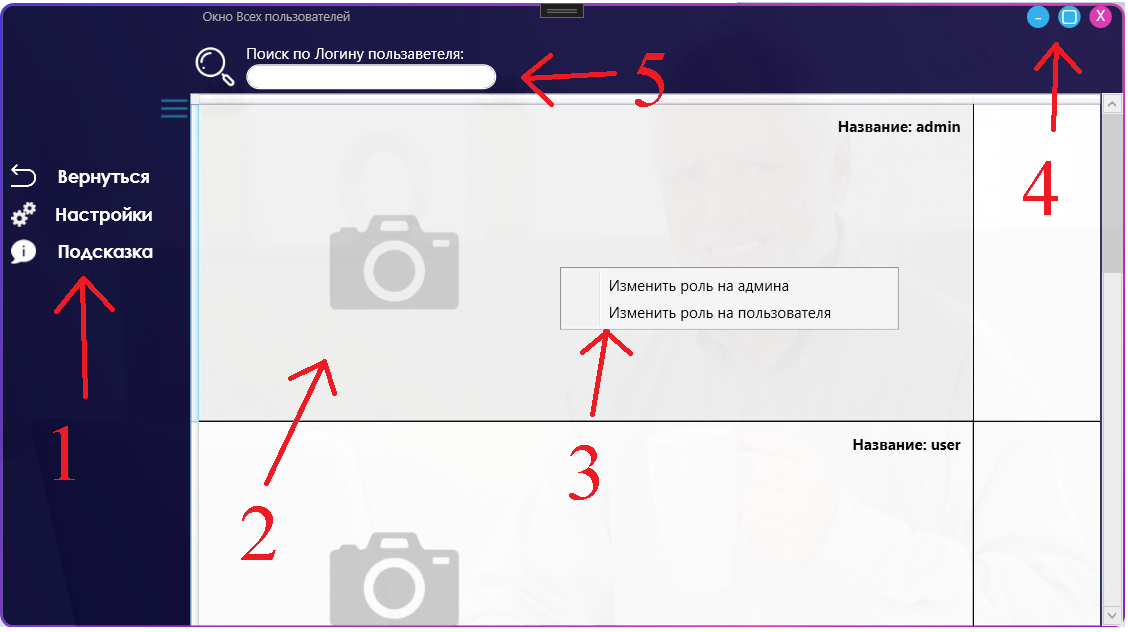 Окно Всех пользователей
-
X
Поиск по Логину пользаветеля:
5
4
Вернуться
Настройки
Подсказка
1
Название: admin
Изменить роль на админа
Изменить роль на пользователя
2
3
Название: user